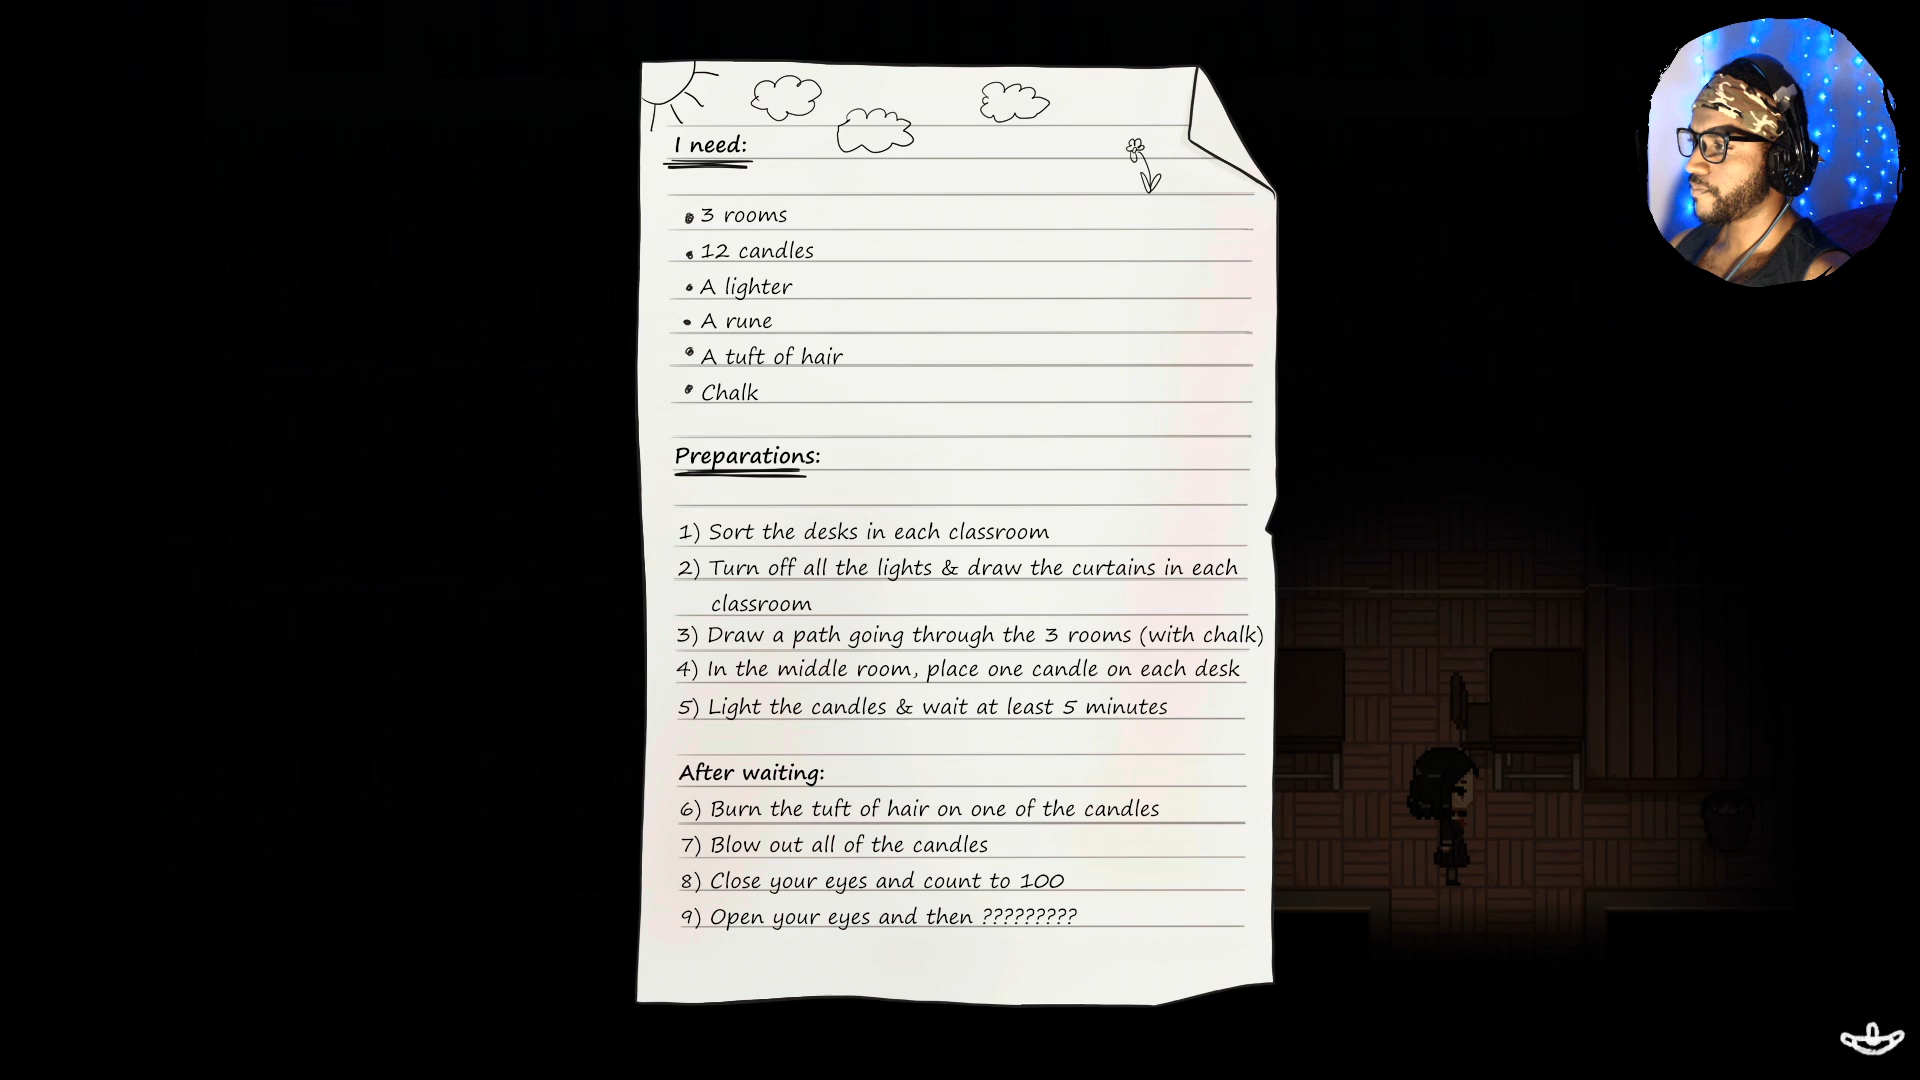 I need:
• 3 rooms
• 12 candles
• A lighter
• A rune
• A tuft of hair
• Chalk
Preparations:
1) Sort the desks in each classroom
2) Turn off all the lights & draw the curtains in each
classroom
3) Draw a path going through the 3 rooms (with chalk)
4) In the middle room, place one candle on each desk
5) Light the candles & wait at least 5 minutes
After waiting:
6) Burn the tuft of hair on one of the candles
7) Blow out all of the candles
8) Close your eyes and count to 100
9) Open your eyes and then ?????????